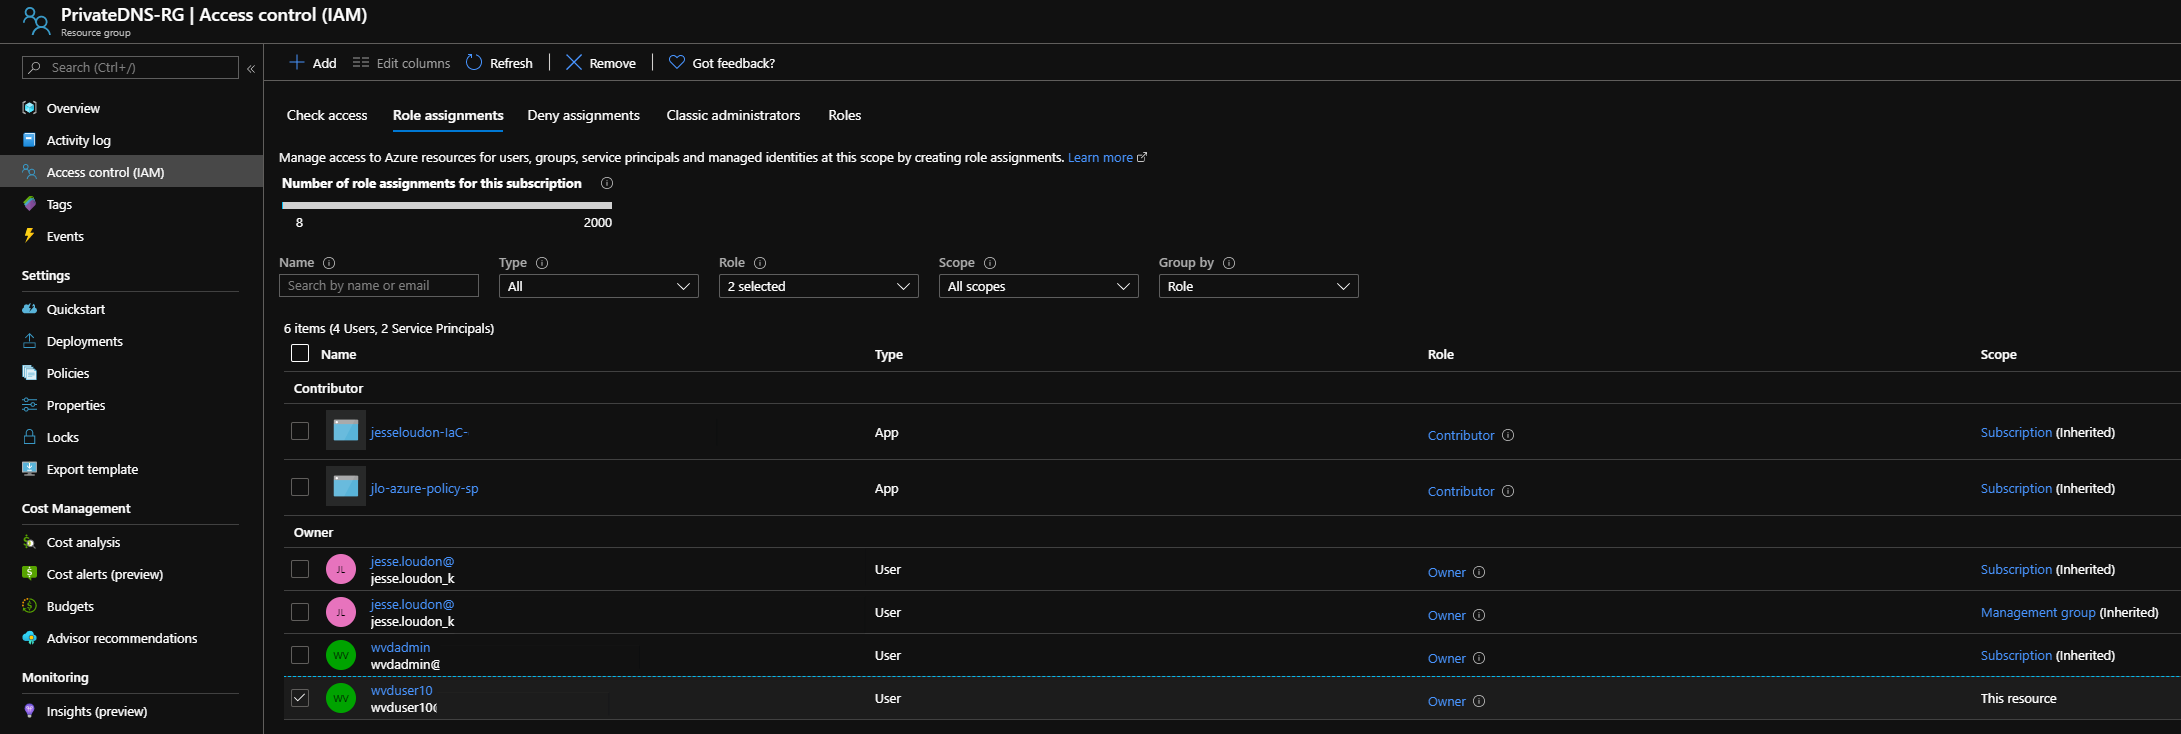 PrivateDNS-RG | Access control (IAM)
Resource group
Search (Ctrl+/)
«
Overview
Activity log
Access control (IAM)
Tags
Events
Settings
Quickstart
Deployments
Policies
Properties
Locks
Export template
Cost Management
Cost analysis
Cost alerts (preview)
Budgets
Advisor recommendations
Monitoring
Insights (preview)
Add Edit columns Refresh Remove Got feedback?
Check access Role assignments Deny assignments Classic administrators Roles
Manage access to Azure resources for users, groups, service principals and managed identities at this scope by creating role assignments. Learn more
Number of role assignments for this subscription
8 2000
Name Type Role Scope Group by
Search by name or email All 2 selected All scopes Role
6 items (4 Users, 2 Service Principals)
Name Type Role Scope
Contributor
jesseloudon-IaC- App Contributor Subscription (Inherited)
jlo-azure-policy-sp App Contributor Subscription (Inherited)
Owner
JL jesse.loudon@ User Owner Subscription (Inherited)
jesse.loudon_k
JL jesse.loudon@ User Owner Management group (Inherited)
jesse.loudon_k
WV wvdadmin User Owner Subscription (Inherited)
wvdadmin@
WV wvduser10 User Owner This resource
wvduser10